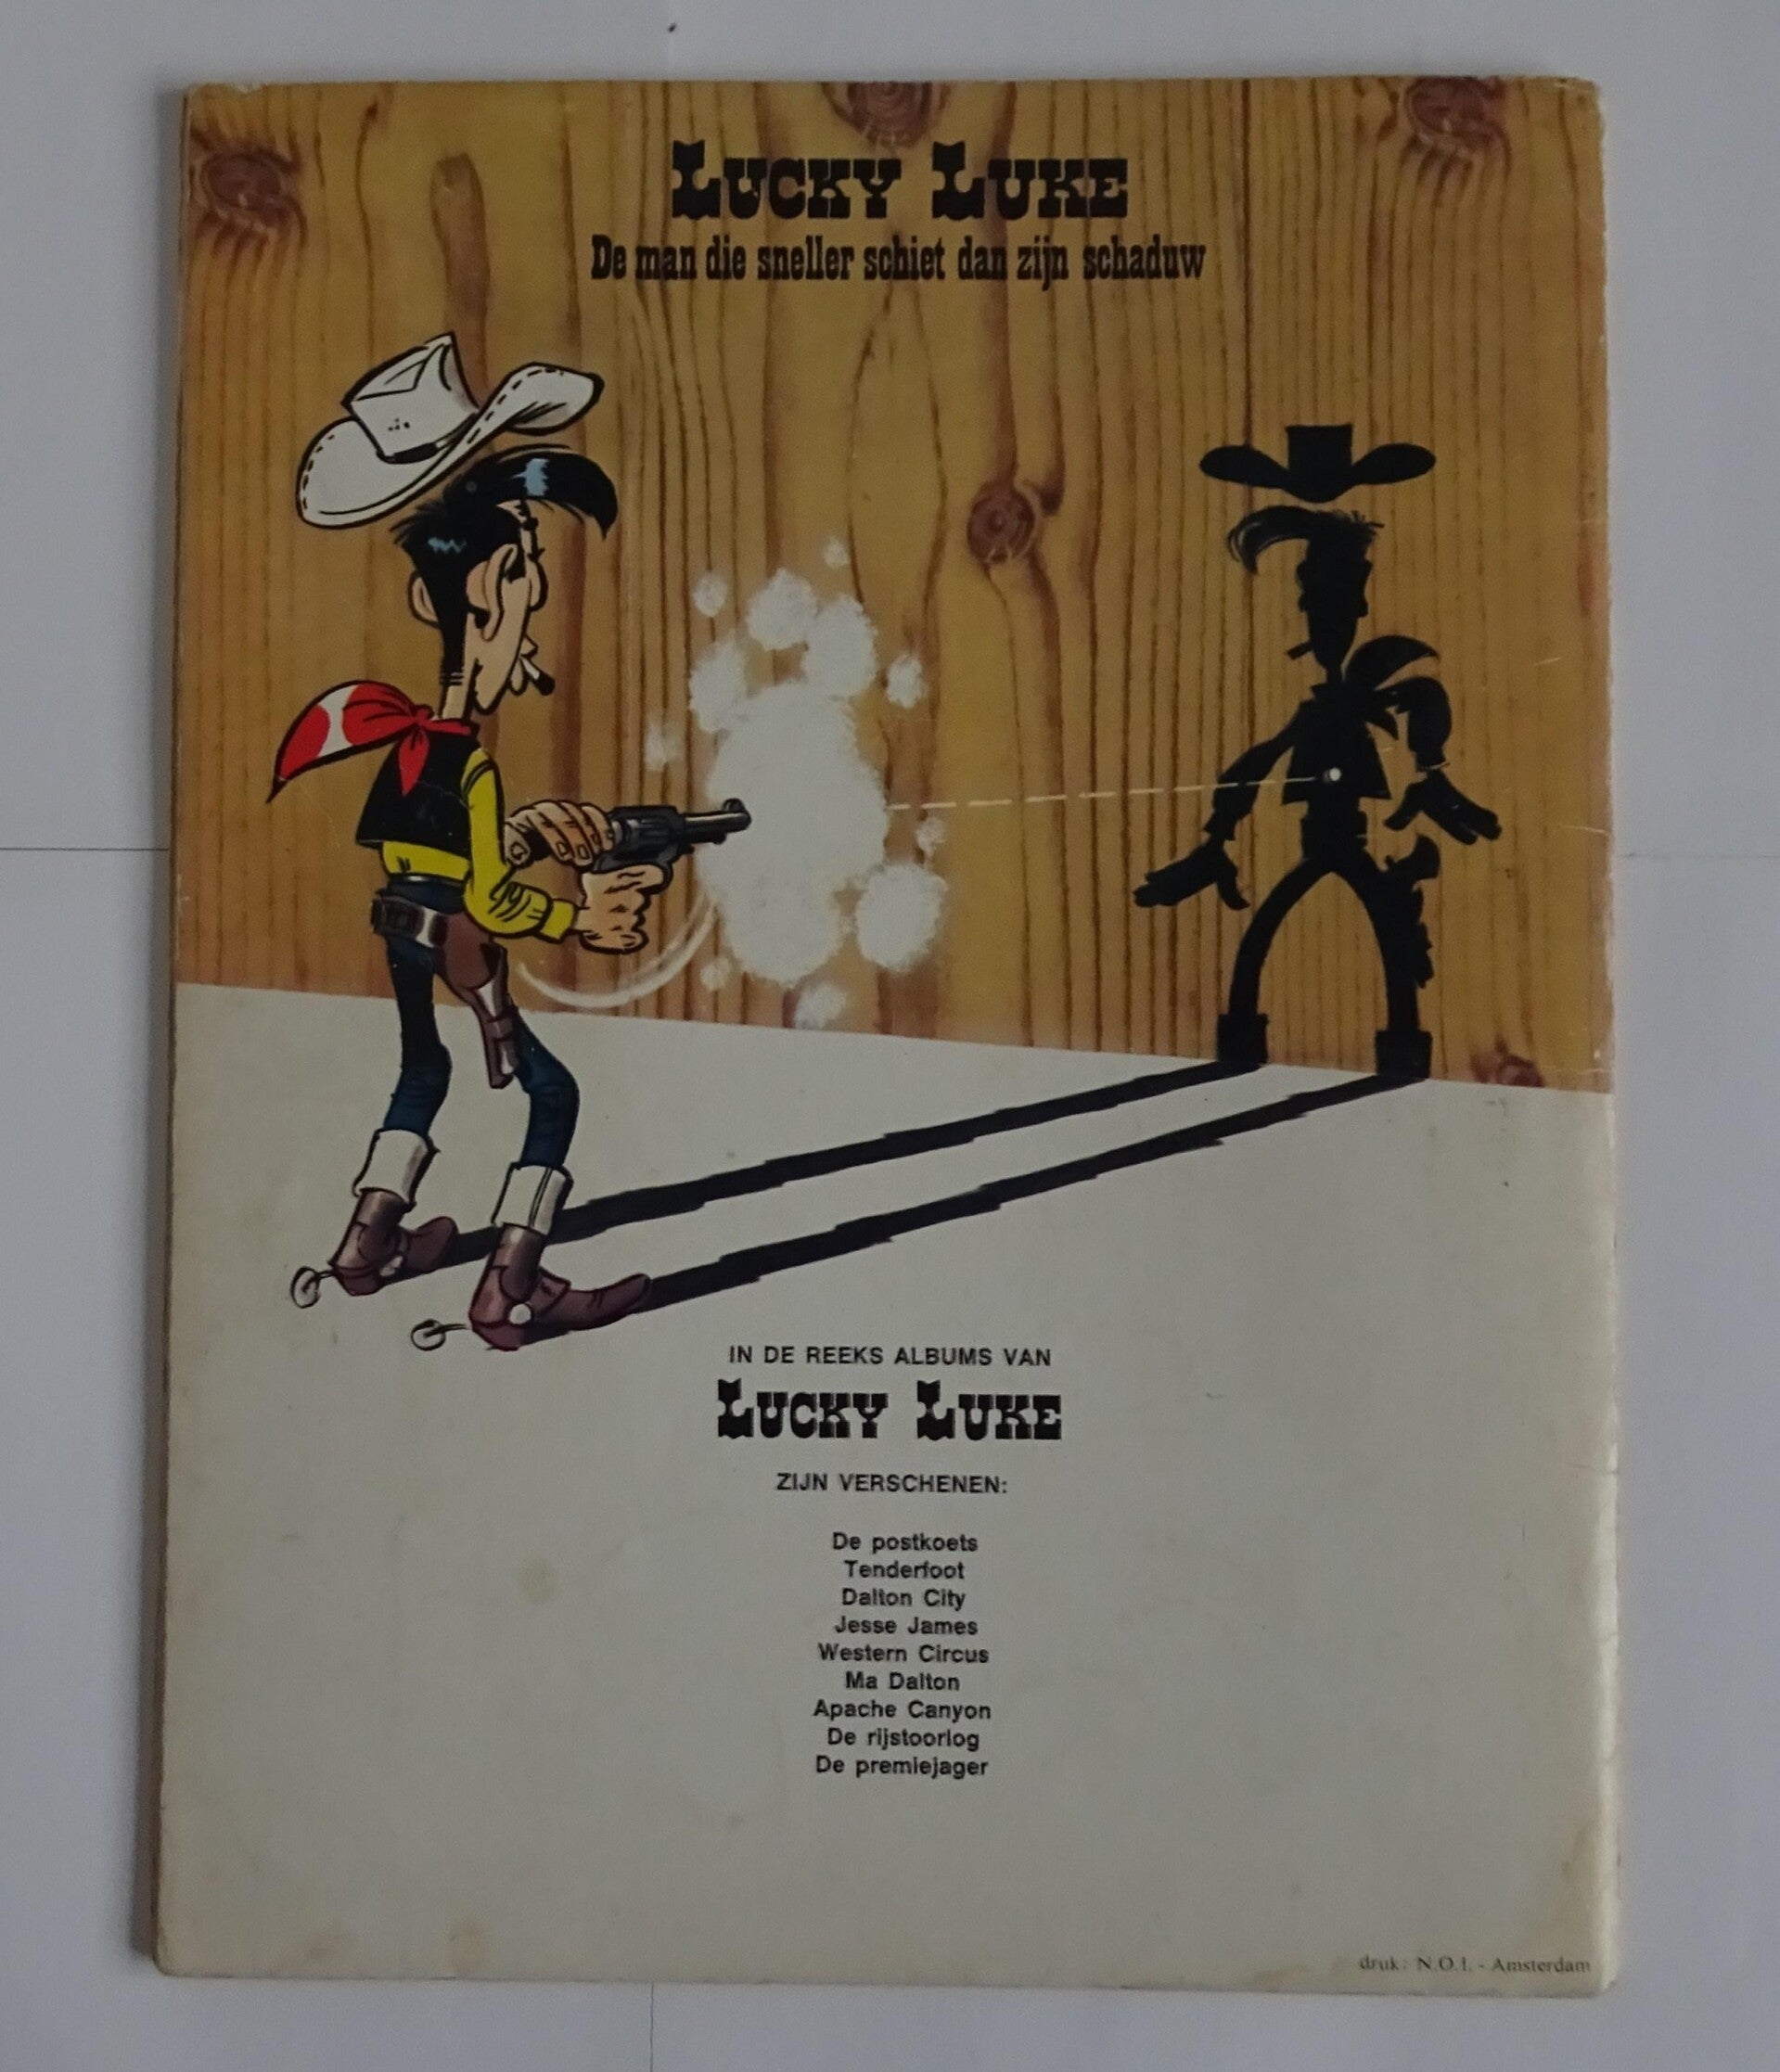 LUCKY LUKE
De man die sneller schiet dan zijn schaduw
IN DE REEKS ALBUMS VAN
LUCKY LUKE
ZIJN VERSCHENEN:
De postkoets
Tenderfoot
Dalton City
Jesse James
Western Circus
Ma Dalton
Apache Canyon
De rijstoorlog
De premiejager
druk: N.O.I. - Amsterdam